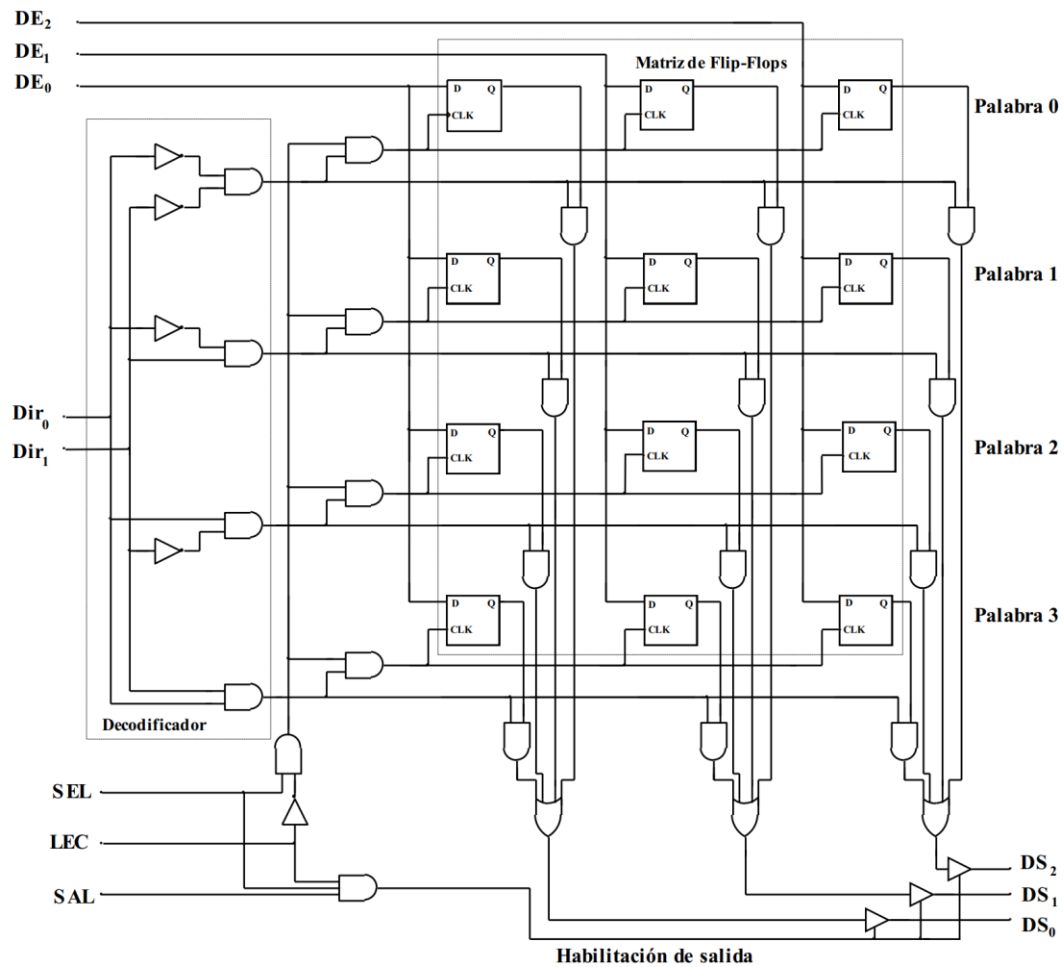 DE₂
DE₁
DE₀
Matriz de Flip-Flops
D Q CLK
D Q CLK
D Q CLK
Palabra 0
D Q CLK
D Q CLK
D Q CLK
Palabra 1
Dir₀
Dir₁
D Q CLK
D Q CLK
D Q CLK
Palabra 2
D Q CLK
D Q CLK
D Q CLK
Palabra 3
Decodificador
SEL
LEC
SAL
DS₂
DS₁
DS₀
Habilitación de salida